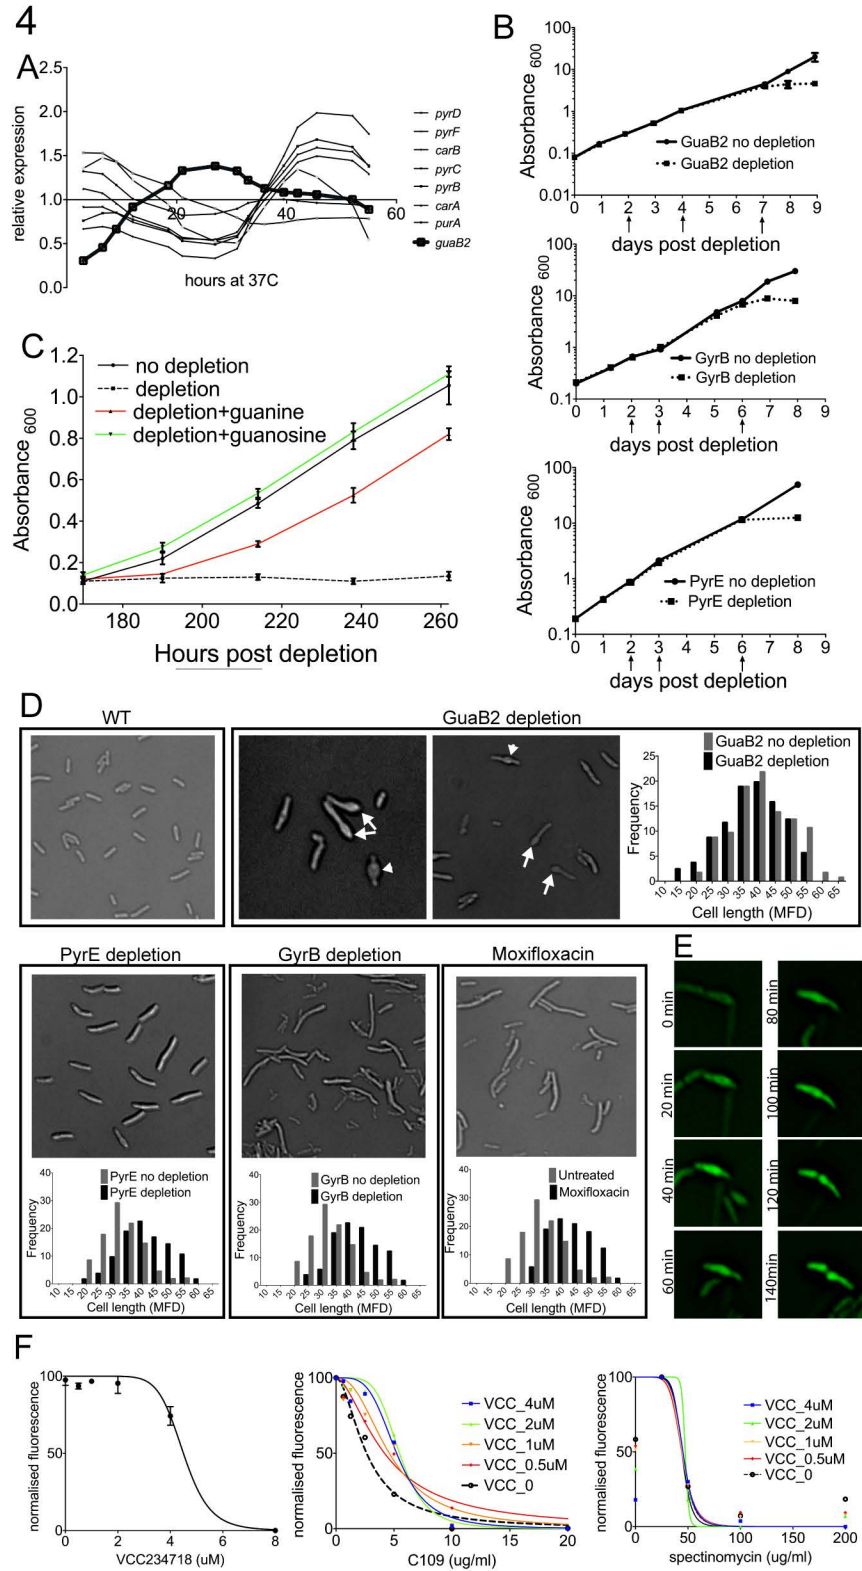 4
A
relative expression
2.5
2.0
1.5
1.0
0.5
0.0
20
40
60
hours at 37C
pyrD
pyrF
carB
pyrC
pyrB
carA
purA
guaB2
B
Absorbance 600
100
10
1
0.1
0.01
GuaB2 no depletion
GuaB2 depletion
0 1 2 3 4 5 6 7 8 9
days post depletion
Absorbance 600
100
10
1
0.1
GyrB no depletion
GyrB depletion
0 1 2 3 4 5 6 7 8 9
days post depletion
Absorbance 600
100
10
1
0.1
PyrE no depletion
PyrE depletion
0 1 2 3 4 5 6 7 8 9
days post depletion
C
Absorbance 600
1.2
1.0
0.8
0.6
0.4
0.2
0.0
no depletion
depletion
depletion+guanine
depletion+guanosine
180 200 220 240 260
Hours post depletion
D
WT
GuaB2 depletion
GuaB2 no depletion
GuaB2 depletion
Frequency
25
20
15
10
5
0
10 15 20 25 30 35 40 45 50 55 60 65
Cell length (MFD)
PyrE depletion
GyrB depletion
Moxifloxacin
PyrE no depletion
PyrE depletion
Frequency
40
30
20
10
0
10 15 20 25 30 35 40 45 50 55 60 65
Cell length (MFD)
GyrB no depletion
GyrB depletion
Frequency
40
30
20
10
0
10 15 20 25 30 35 40 45 50 55 60 65
Cell length (MFD)
Untreated
Moxifloxacin
Frequency
40
30
20
10
0
10 15 20 25 30 35 40 45 50 55 60 65
Cell length (MFD)
E
0 min
20 min
40 min
60 min
80 min
100 min
120 min
140min
F
normalised fluorescence
100
50
0
0 2 4 6 8
VCC234718 (uM)
normalised fluorescence
100
50
0
VCC_4uM
VCC_2uM
VCC_1uM
VCC_0.5uM
VCC_0
0 5 10 15 20
C109 (ug/ml)
normalised fluorescence
100
50
0
VCC_4uM
VCC_2uM
VCC_1uM
VCC_0.5uM
VCC_0
0 50 100 150 200
spectinomycin (ug/ml)